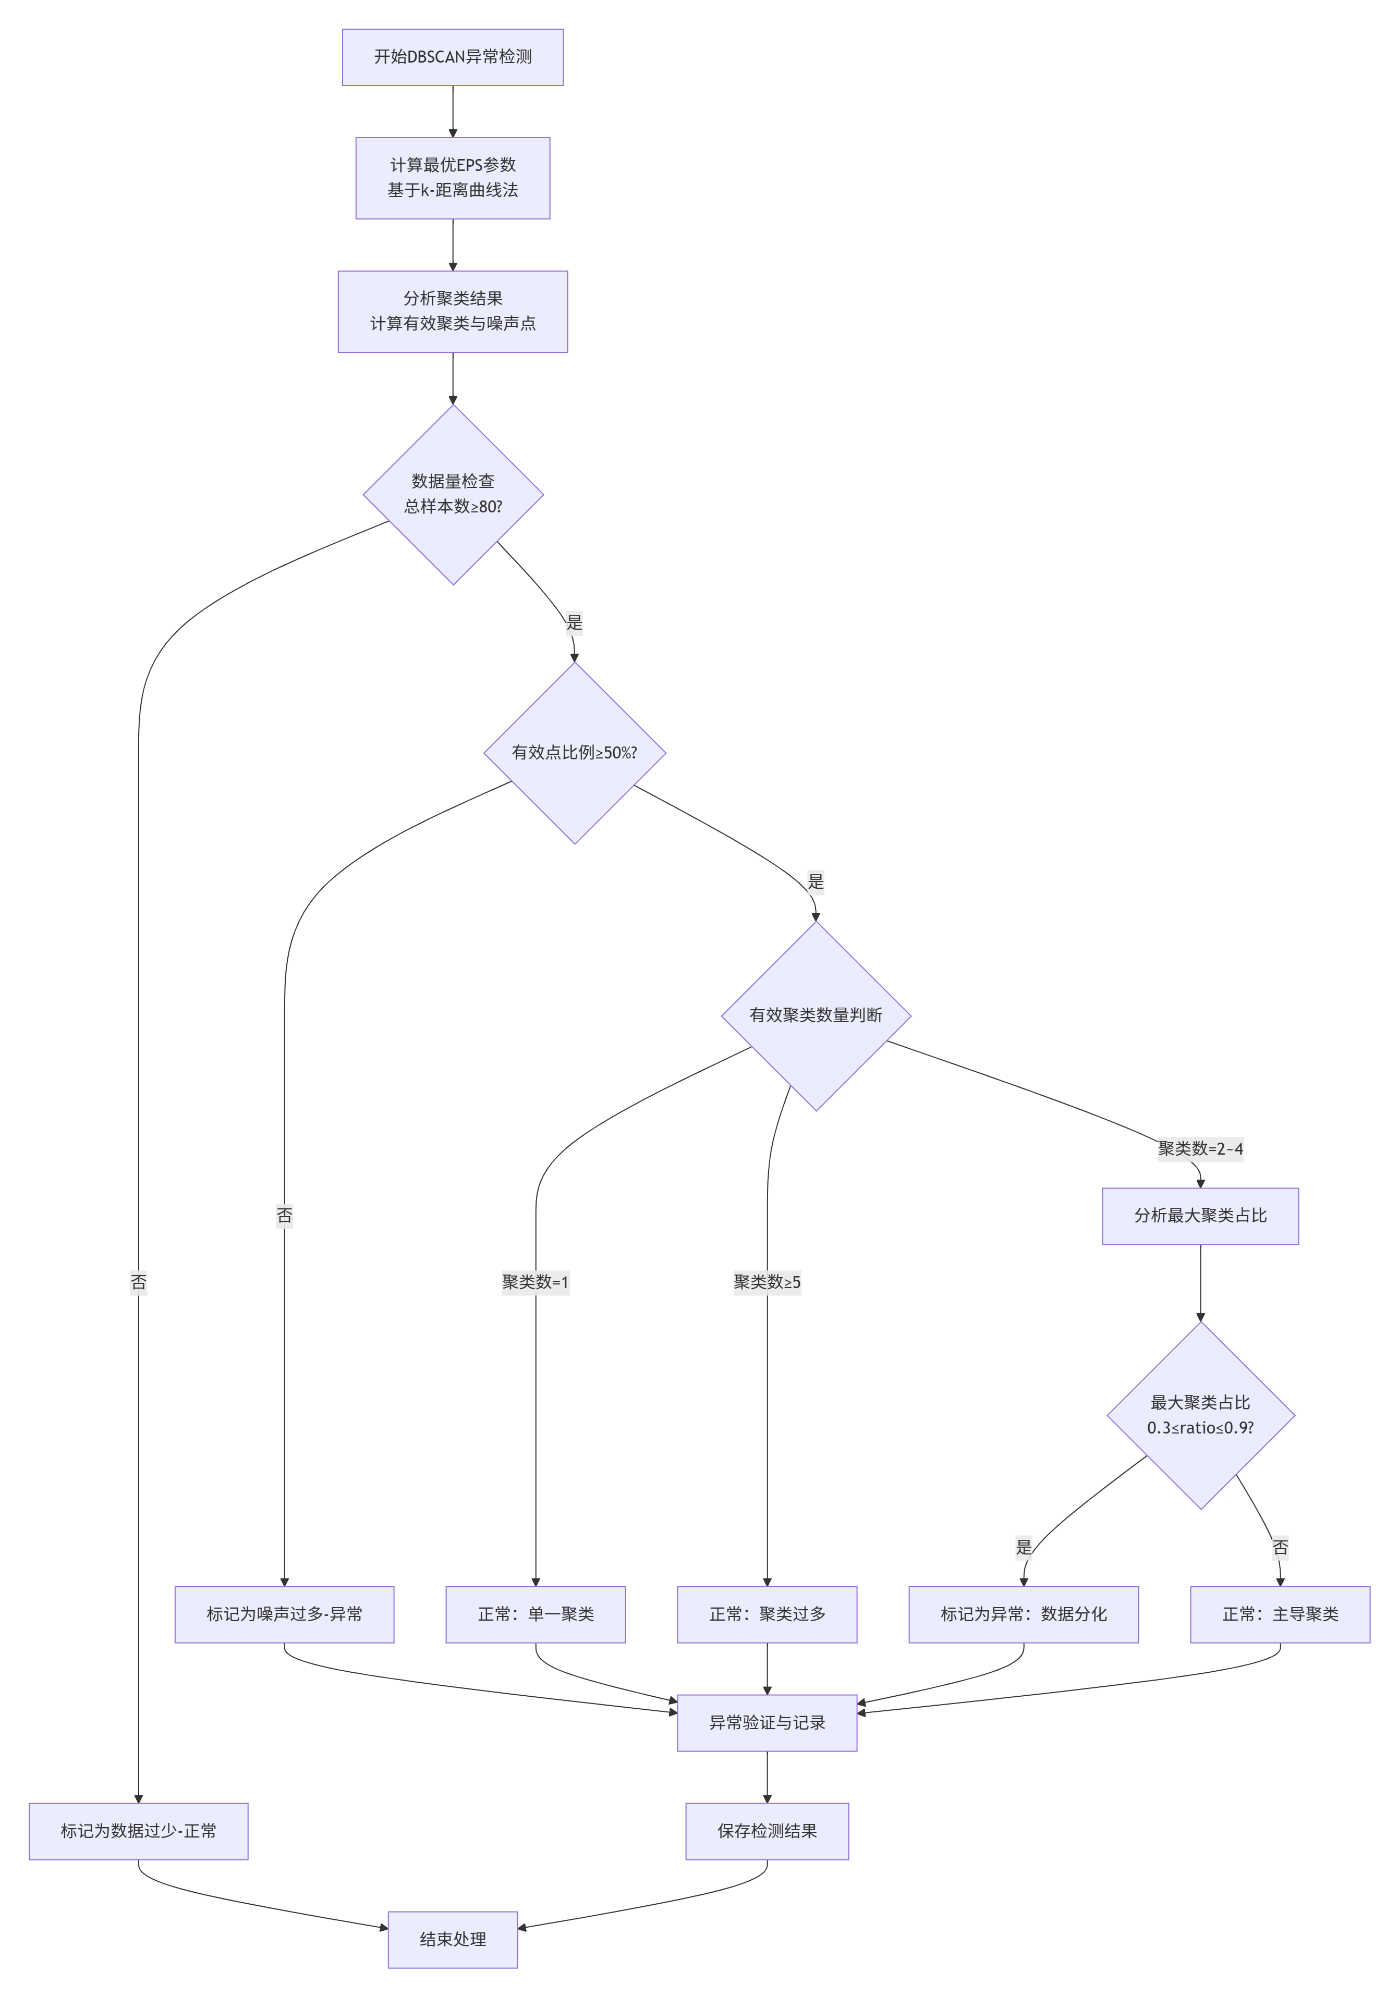 开始DBSCAN异常检测
计算最优EPS参数
基于k-距离曲线法
分析聚类结果
计算有效聚类与噪声点
数据量检查
总样本数≥80?
是
有效点比例≥50%?
是
有效聚类数量判断
聚类数=2-4
分析最大聚类占比
否
否
聚类数=1
聚类数≥5
最大聚类占比
0.3≤ratio≤0.9?
是
否
标记为噪声过多-异常
正常：单一聚类
正常：聚类过多
标记为异常：数据分化
正常：主导聚类
异常验证与记录
标记为数据过少-正常
保存检测结果
结束处理